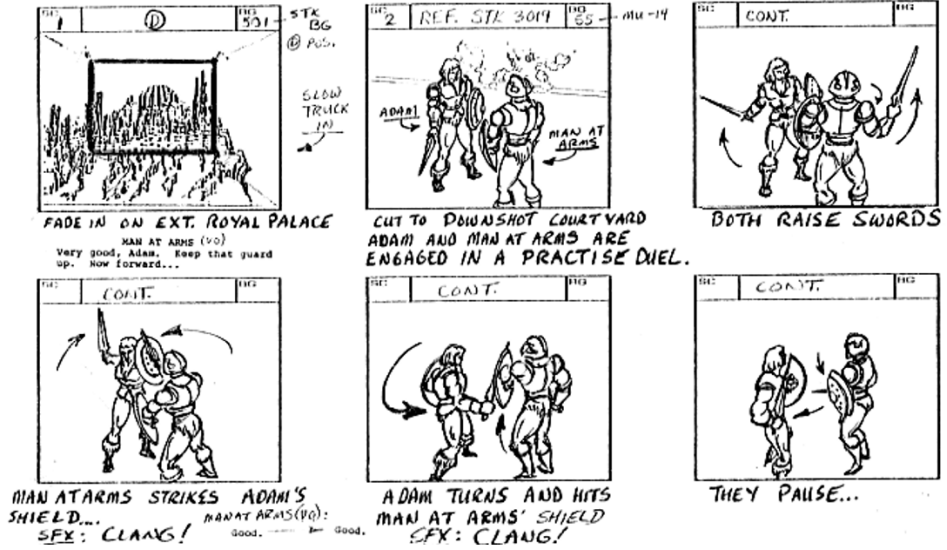 SC 1 D BG 501
STK
BG
D POS.
SLOW
TRUCK
IN
FADE IN ON EXT. ROYAL PALACE
MAN AT ARMS (VO)
Very good, Adam. Keep that guard
up. Now forward...
SC 2 REF. STK 3019 BG 65 MU-14
ADAM
MAN AT
ARMS
CUT TO DOWNSHOT COURTYARD
ADAM AND MAN AT ARMS ARE
ENGAGED IN A PRACTISE DUEL.
SC CONT. BG
BOTH RAISE SWORDS
SC CONT. BG
MAN AT ARMS STRIKES ADAM'S
SHIELD...
SFX: CLANG!
MAN AT ARMS (VO):
Good. Good.
SC CONT. BG
ADAM TURNS AND HITS
MAN AT ARMS' SHIELD
SFX: CLANG!
SC CONT. BG
THEY PAUSE...